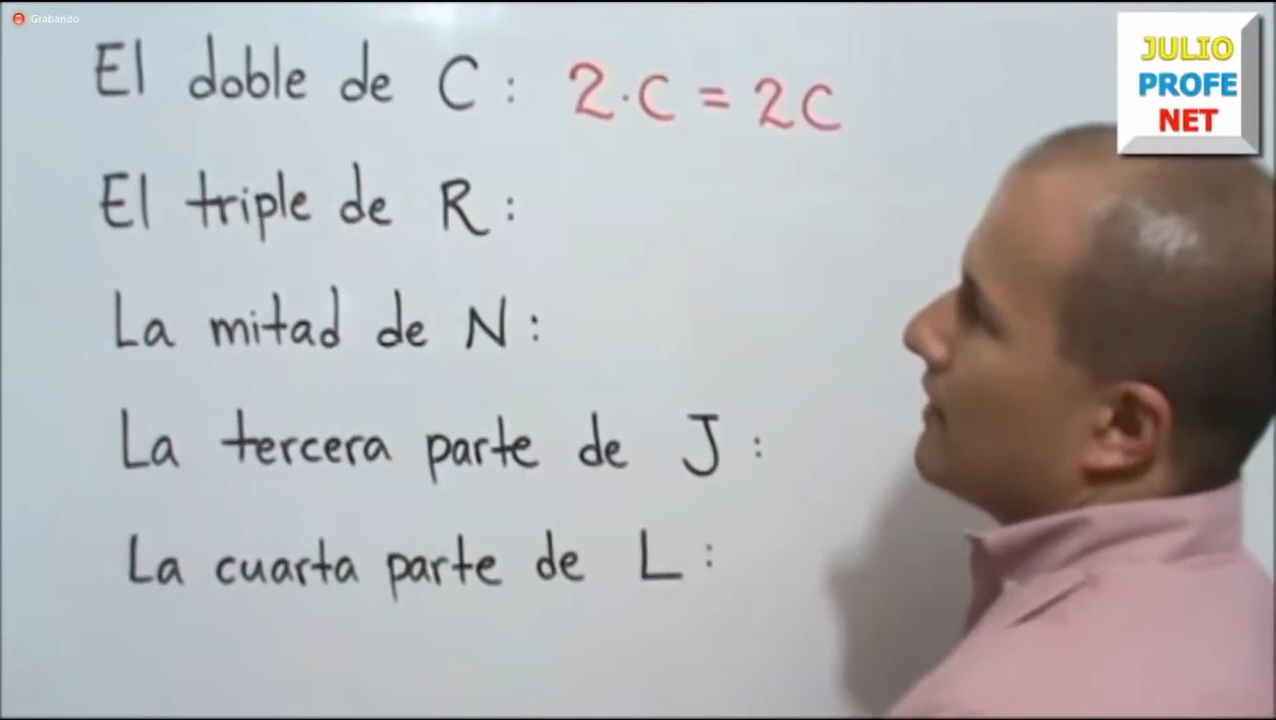 Grabando
El doble de C: 2·C = 2C
JULIO
PROFE
NET
El triple de R:
La mitad de N:
La tercera parte de J:
La cuarta parte de L: